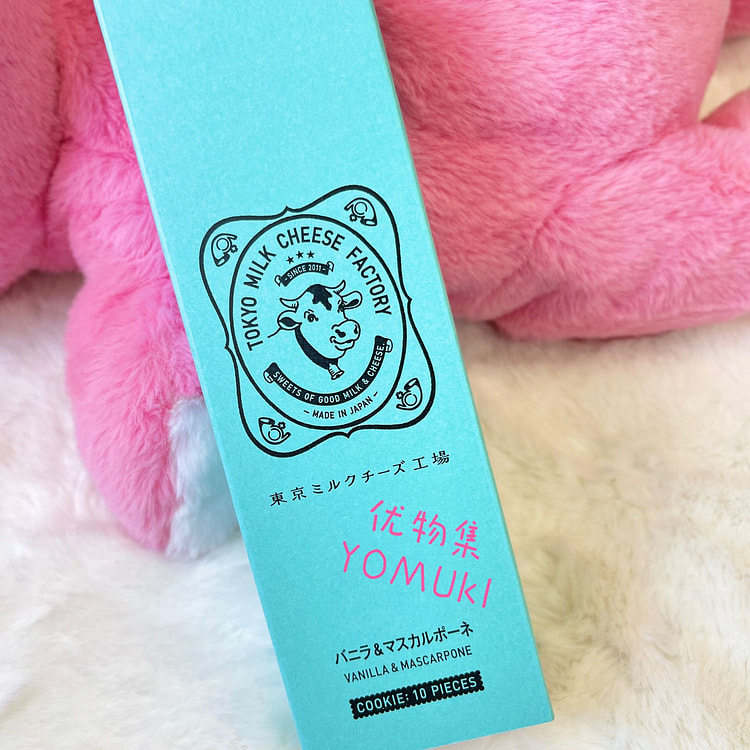 TOKYO MILK CHEESE FACTORY
-SINCE 2011-
SWEETS OF GOOD MILK & CHEESE.
- MADE IN JAPAN -
東京ミルクチーズ工場
优物集
YOMUKI
バニラ&マスカルポーネ
VANILLA & MASCARPONE
COOKIE: 10 PIECES